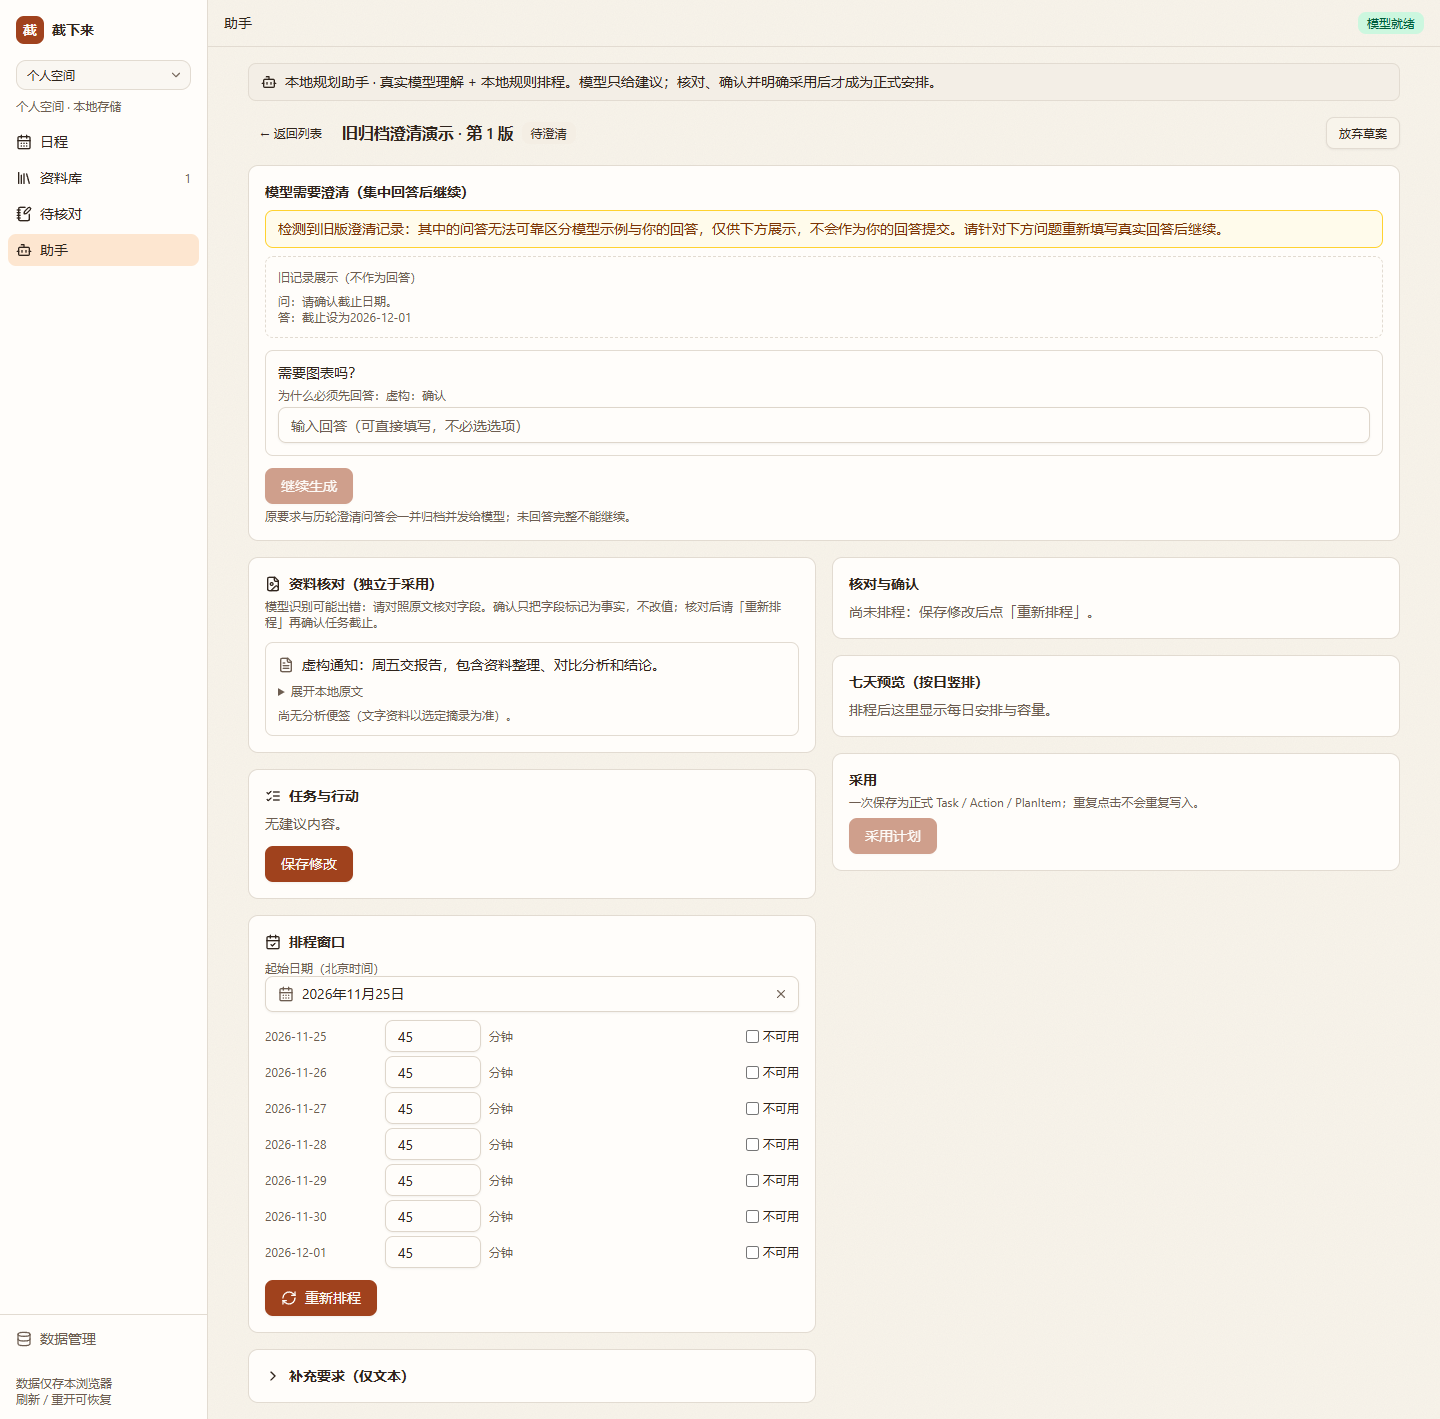 截 截下来
个人空间
个人空间 · 本地存储
日程
资料库 1
待核对
助手
数据管理
数据仅存本浏览器
刷新 / 重开可恢复
助手
模型就绪
本地规划助手 · 真实模型理解 + 本地规则排程。模型只给建议；核对、确认并明确采用后才成为正式安排。
← 返回列表 旧归档澄清演示 · 第 1 版 待澄清
放弃草案
模型需要澄清（集中回答后继续）
检测到旧版澄清记录：其中的问答无法可靠区分模型示例与你的回答，仅供下方展示，不会作为你的回答提交。请针对下方问题重新填写真实回答后继续。
旧记录展示（不作为回答）
问：请确认截止日期。
答：截止设为2026-12-01
需要图表吗？
为什么必须先回答：虚构：确认
输入回答（可直接填写，不必选选项）
继续生成
原要求与历轮澄清问答会一并归档并发给模型；未回答完整不能继续。
资料核对（独立于采用）
模型识别可能出错：请对照原文核对字段。确认只把字段标记为事实，不改值；核对后请「重新排
程」再确认任务截止。
虚构通知：周五交报告，包含资料整理、对比分析和结论。
展开本地原文
尚无分析便签（文字资料以选定摘录为准）。
任务与行动
无建议内容。
保存修改
排程窗口
起始日期（北京时间）
2026年11月25日
2026-11-25 45 分钟 不可用
2026-11-26 45 分钟 不可用
2026-11-27 45 分钟 不可用
2026-11-28 45 分钟 不可用
2026-11-29 45 分钟 不可用
2026-11-30 45 分钟 不可用
2026-12-01 45 分钟 不可用
重新排程
补充要求（仅文本）
核对与确认
尚未排程：保存修改后点「重新排程」。
七天预览（按日竖排）
排程后这里显示每日安排与容量。
采用
一次保存为正式 Task / Action / PlanItem；重复点击不会重复写入。
采用计划